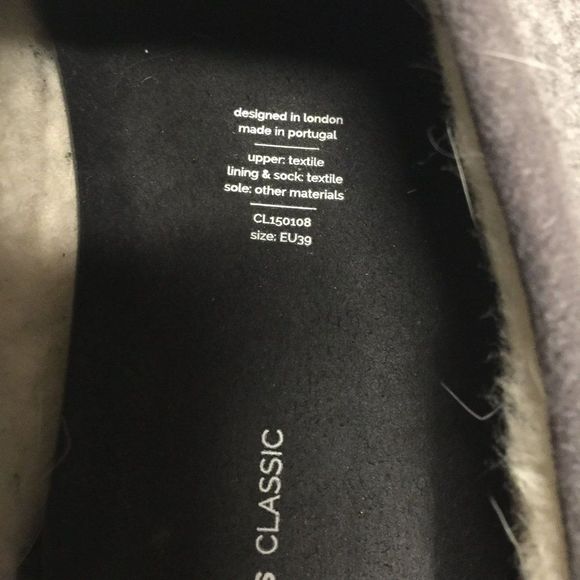 designed in london
made in portugal
upper: textile
lining & sock: textile
sole: other materials
CL150108
size: EU39
CLASSIC